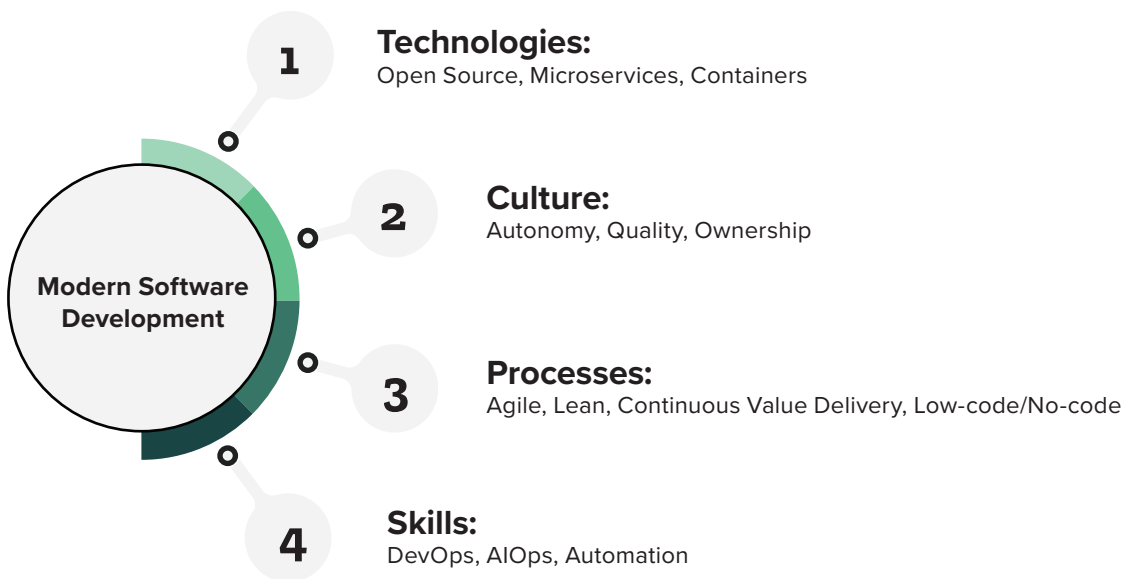 1
Technologies:
Open Source, Microservices, Containers
2
Culture:
Autonomy, Quality, Ownership
Modern Software
Development
3
Processes:
Agile, Lean, Continuous Value Delivery, Low-code/No-code
4
Skills:
DevOps, AIOps, Automation